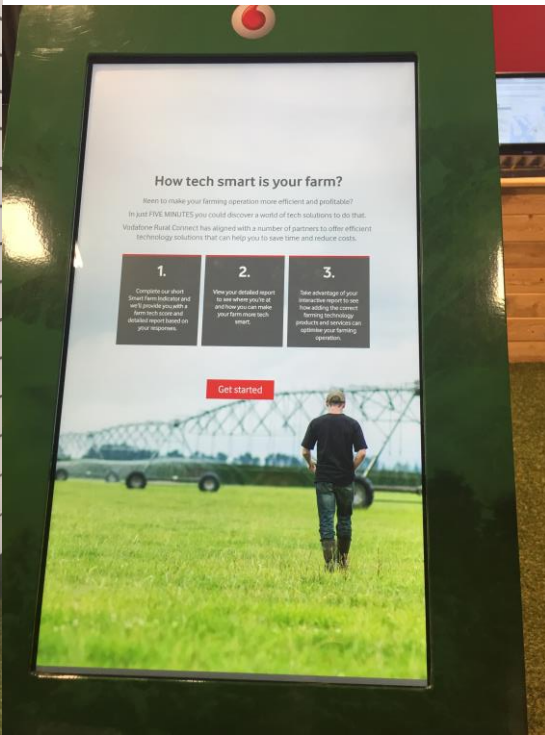 How tech smart is your farm?
Keen to make your farming operation more efficient and profitable?
In just FIVE MINUTES you could discover a world of tech solutions to do that.
Vodafone Rural Connect has aligned with a number of partners to offer efficient
technology solutions that can help you to save time and reduce costs.
1.
Complete our short
Smart Farm Indicator and
we'll provide you with a
farm tech score and
detailed report based on
your responses.
2.
View your detailed report
to see where you're at
and how you can make
your farm more tech
smart.
3.
Take advantage of your
interactive report to see
how adding the correct
farming technology
products and services can
optimise your farming
operation.
Get started